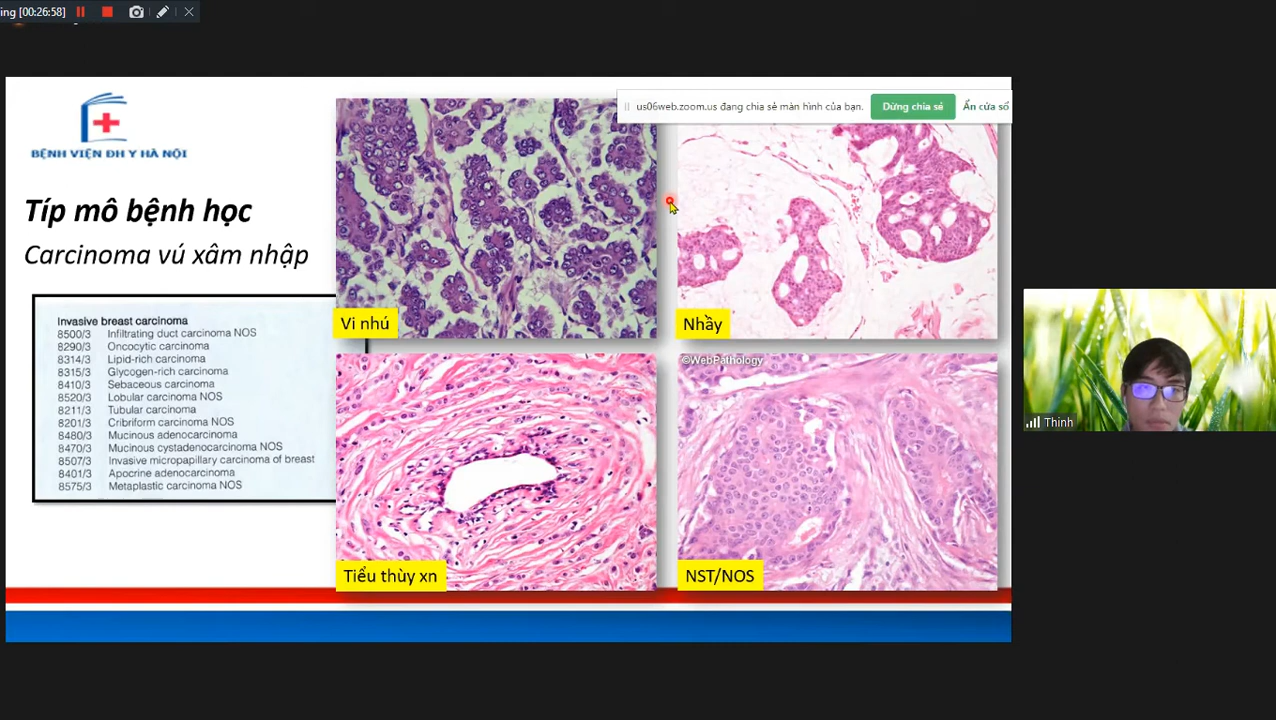 ing [00:26:58]
us06web.zoom.us đang chia sẻ màn hình của bạn.
Dừng chia sẻ
Ẩn cửa sổ
BỆNH VIỆN ĐH Y HÀ NỘI
Típ mô bệnh học
Carcinoma vú xâm nhập
Invasive breast carcinoma
8500/3 Infiltrating duct carcinoma NOS
8290/3 Oncocytic carcinoma
8314/3 Lipid-rich carcinoma
8315/3 Glycogen-rich carcinoma
8410/3 Sebaceous carcinoma
8520/3 Lobular carcinoma NOS
8211/3 Tubular carcinoma
8201/3 Cribriform carcinoma NOS
8480/3 Mucinous adenocarcinoma
8470/3 Mucinous cystadenocarcinoma NOS
8507/3 Invasive micropapillary carcinoma of breast
8401/3 Apocrine adenocarcinoma
8575/3 Metaplastic carcinoma NOS
Vi nhú
Nhầy
©WebPathology
Tiểu thùy xn
NST/NOS
Thinh